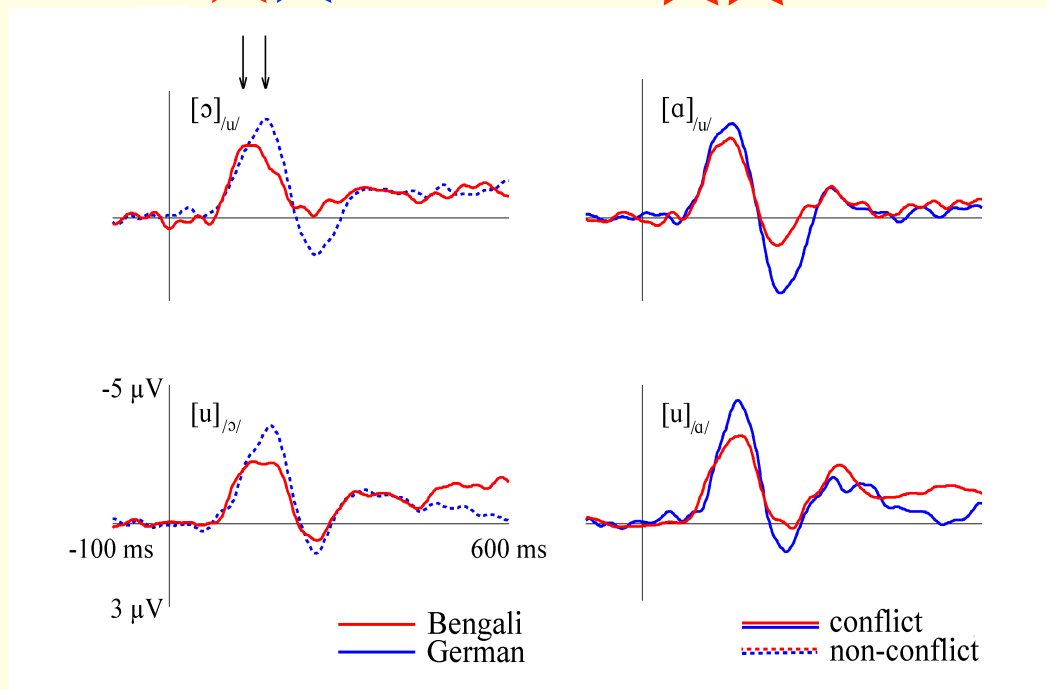 [ɔ]/u/
[ɑ]/u/
-5 µV
[u]/ɔ/
[u]/ɑ/
-100 ms
600 ms
3 µV
Bengali
German
conflict
non-conflict